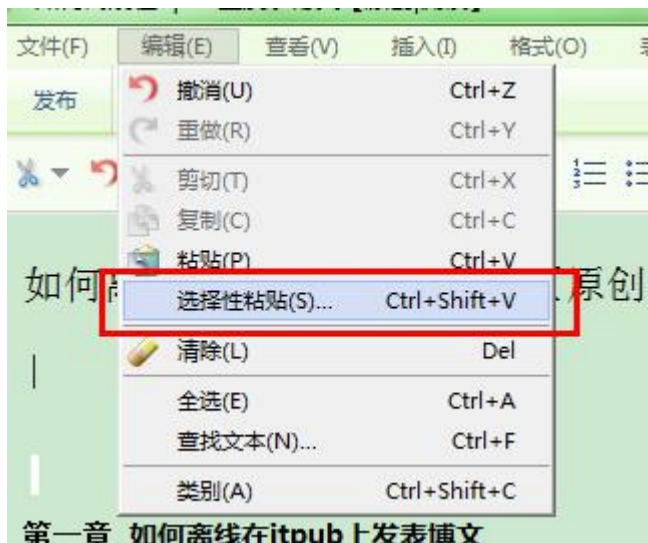 文件(F) 编辑(E) 查看(V) 插入(I) 格式(O)
发布
撤消(U) Ctrl+Z
重做(R) Ctrl+Y
剪切(T) Ctrl+X
复制(C) Ctrl+C
粘贴(P) Ctrl+V
如何 原创
选择性粘贴(S)... Ctrl+Shift+V
清除(L) Del
全选(E) Ctrl+A
查找文本(N)... Ctrl+F
类别(A) Ctrl+Shift+C
第一章 如何离线在itpub上发表博文